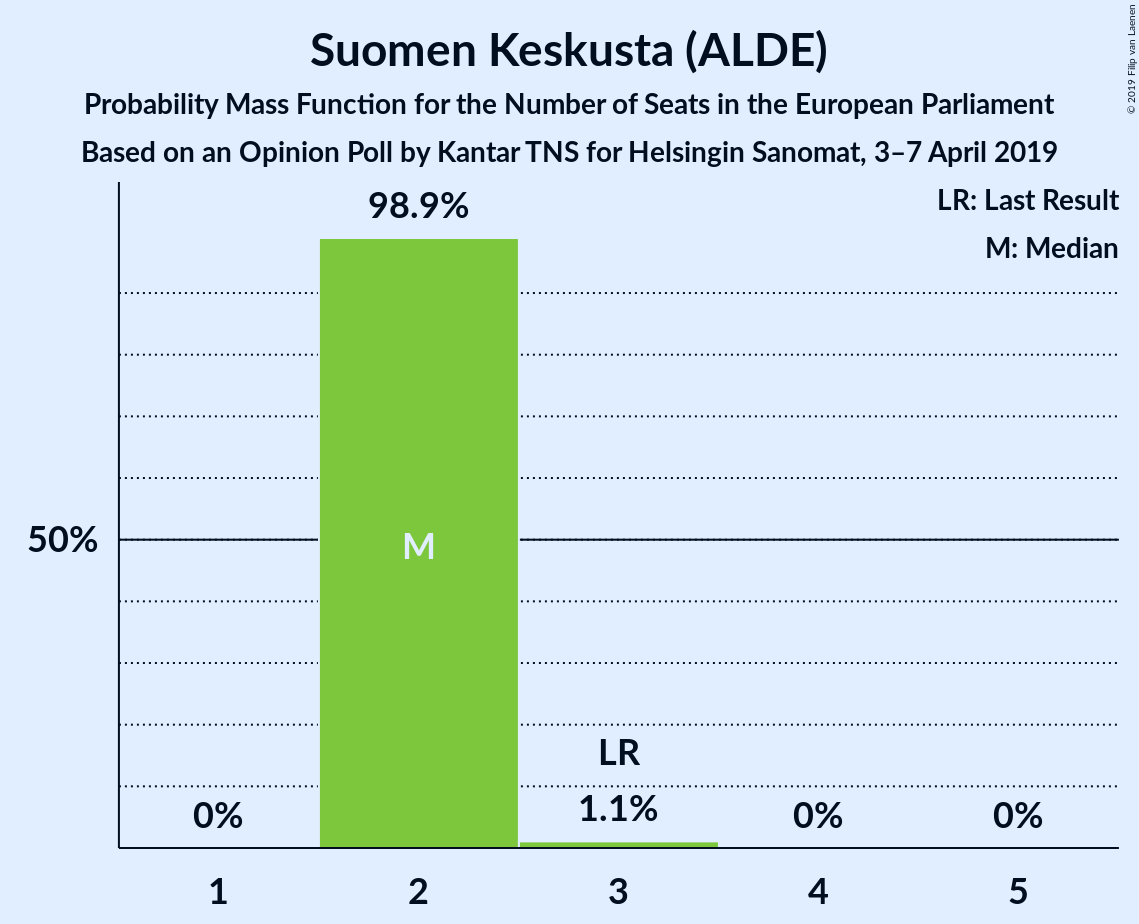 Suomen Keskusta (ALDE)
Probability Mass Function for the Number of Seats in the European Parliament
Based on an Opinion Poll by Kantar TNS for Helsingin Sanomat, 3–7 April 2019
© 2019 Filip van Laenen
LR: Last Result
M: Median
98.9%
50%
M
LR
0%
1.1%
0%
0%
1
2
3
4
5